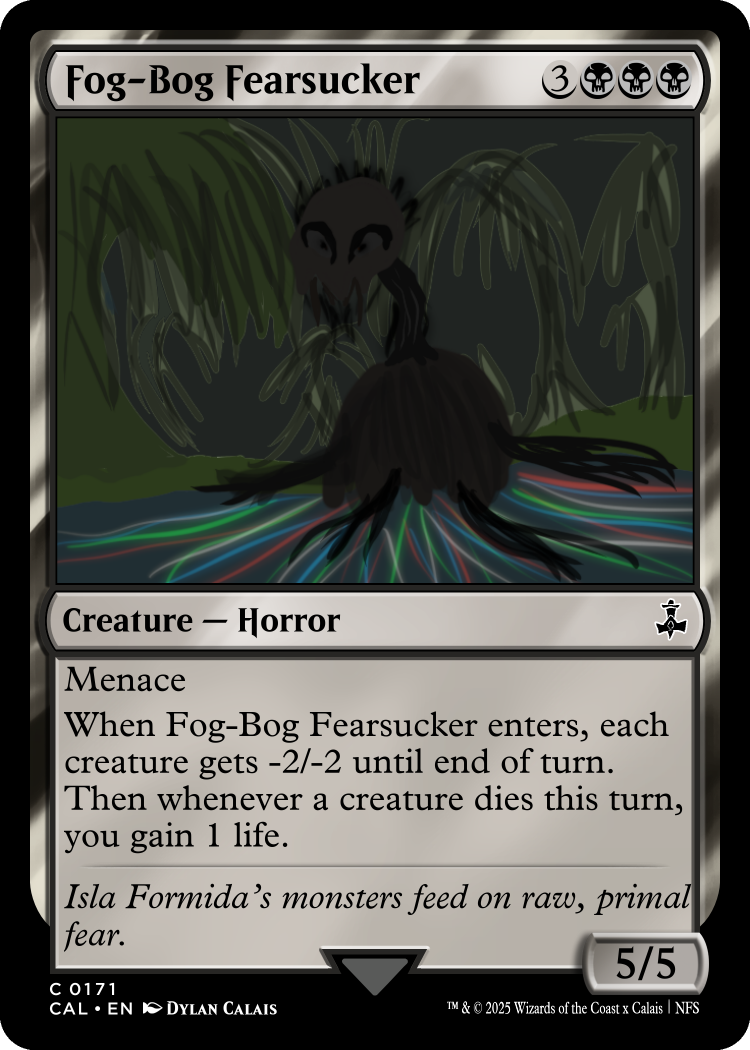 Fog-Bog Fearsucker 3
Creature — Horror
Menace
When Fog-Bog Fearsucker enters, each
creature gets -2/-2 until end of turn.
Then whenever a creature dies this turn,
you gain 1 life.
Isla Formida's monsters feed on raw, primal
fear.
5/5
C 0171
CAL • EN DYLAN CALAIS
™ & © 2025 Wizards of the Coast x Calais | NFS